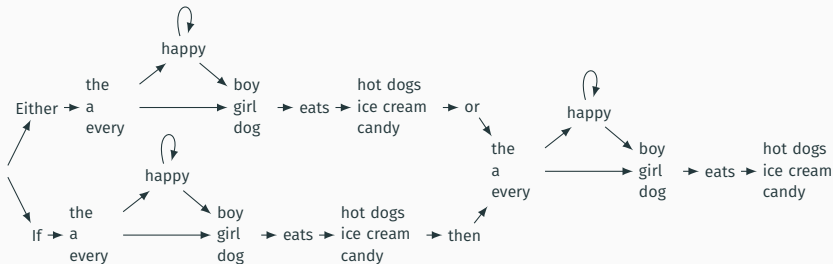 happy
the
boy
hot dogs
Either
a
girl
eats
ice cream
or
every
dog
candy
happy
the
boy
hot dogs
If
a
girl
eats
ice cream
then
every
dog
candy
happy
the
boy
hot dogs
a
girl
eats
ice cream
every
dog
candy